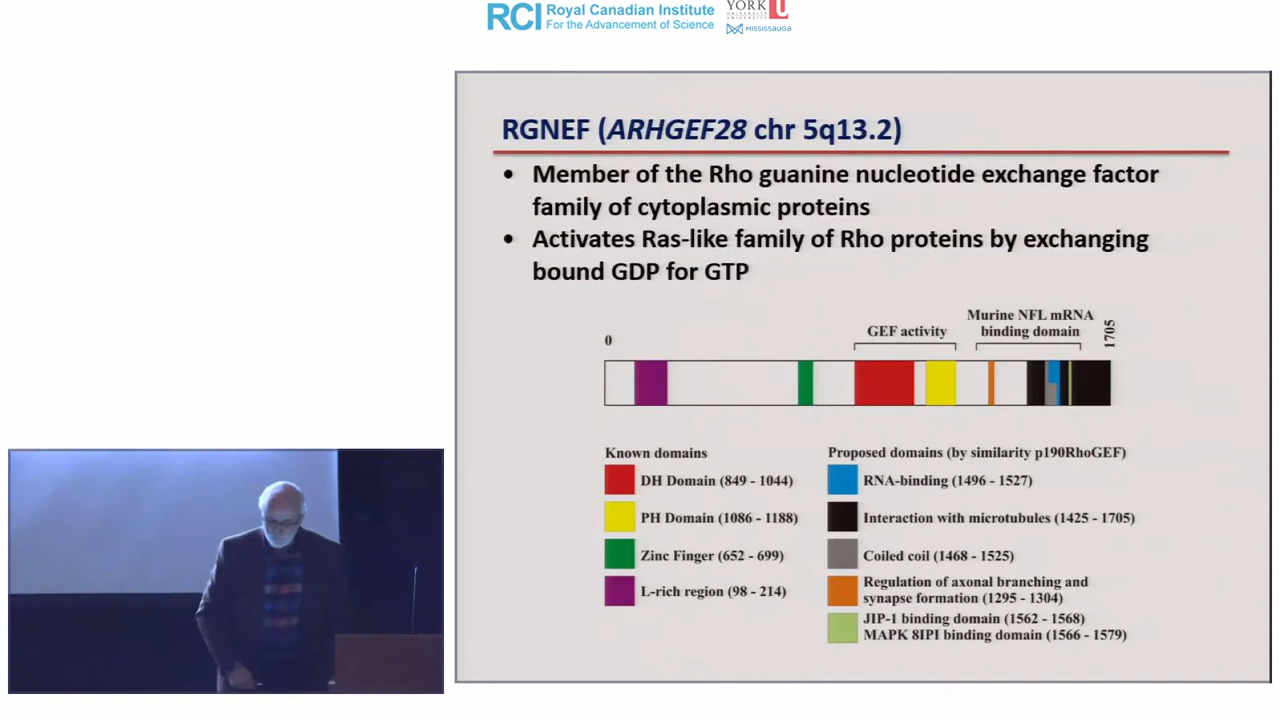 RCI Royal Canadian Institute
For the Advancement of Science
YORK U
UNIVERSITÉ
UNIVERSITY
MISSISSAUGA
RGNEF (ARHGEF28 chr 5q13.2)
• Member of the Rho guanine nucleotide exchange factor
family of cytoplasmic proteins
• Activates Ras-like family of Rho proteins by exchanging
bound GDP for GTP
Murine NFL mRNA
binding domain
GEF activity
0
1705
Known domains
DH Domain (849 - 1044)
PH Domain (1086 - 1188)
Zinc Finger (652 - 699)
L-rich region (98 - 214)
Proposed domains (by similarity p190RhoGEF)
RNA-binding (1496 - 1527)
Interaction with microtubules (1425 - 1705)
Coiled coil (1468 - 1525)
Regulation of axonal branching and
synapse formation (1295 - 1304)
JIP-1 binding domain (1562 - 1568)
MAPK 8IPI binding domain (1566 - 1579)